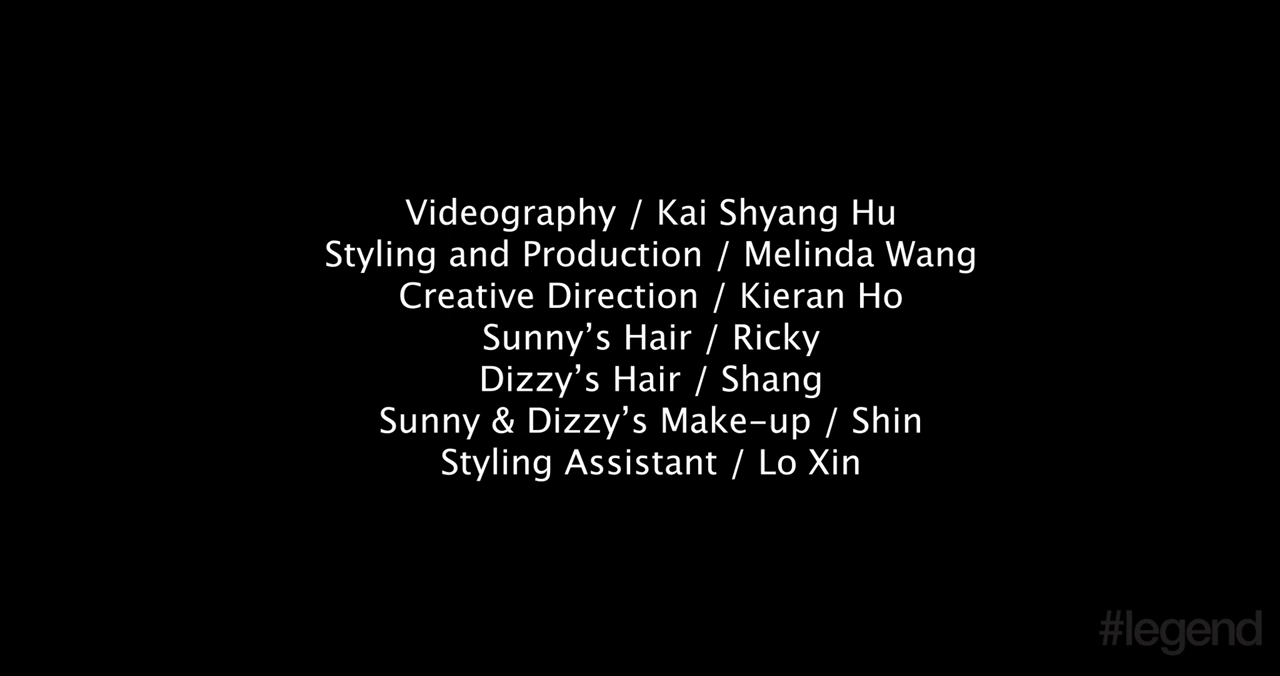 Videography / Kai Shyang Hu
Styling and Production / Melinda Wang
Creative Direction / Kieran Ho
Sunny’s Hair / Ricky
Dizzy’s Hair / Shang
Sunny & Dizzy’s Make-up / Shin
Styling Assistant / Lo Xin
#legend